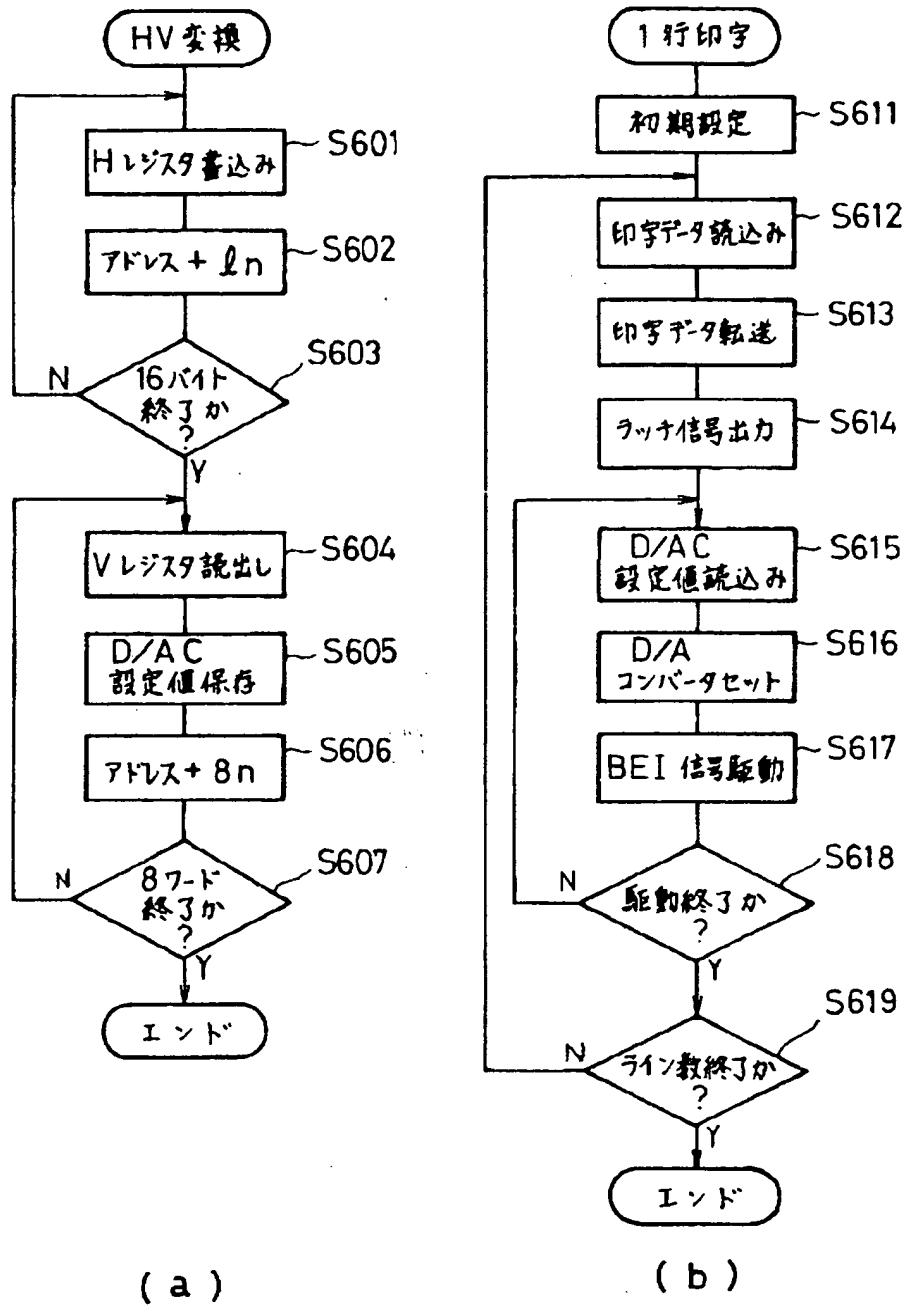 HV変換
Hレジスタ書込み
S601
アドレス+ ln
S602
16バイト
終了か
?
S603
N
Y
Vレジスタ読出し
S604
D/AC
設定値保存
S605
アドレス+8n
S606
8ワード
終了か
?
S607
N
Y
エンド
(a)
1行印字
初期設定
S611
印字データ読込み
S612
印字データ転送
S613
ラッチ信号出力
S614
D/AC
設定値読込み
S615
D/A
コンバータセット
S616
BEI 信号駆動
S617
駆動終了か
?
S618
N
Y
ライン数終了か
?
S619
N
Y
エンド
(b)